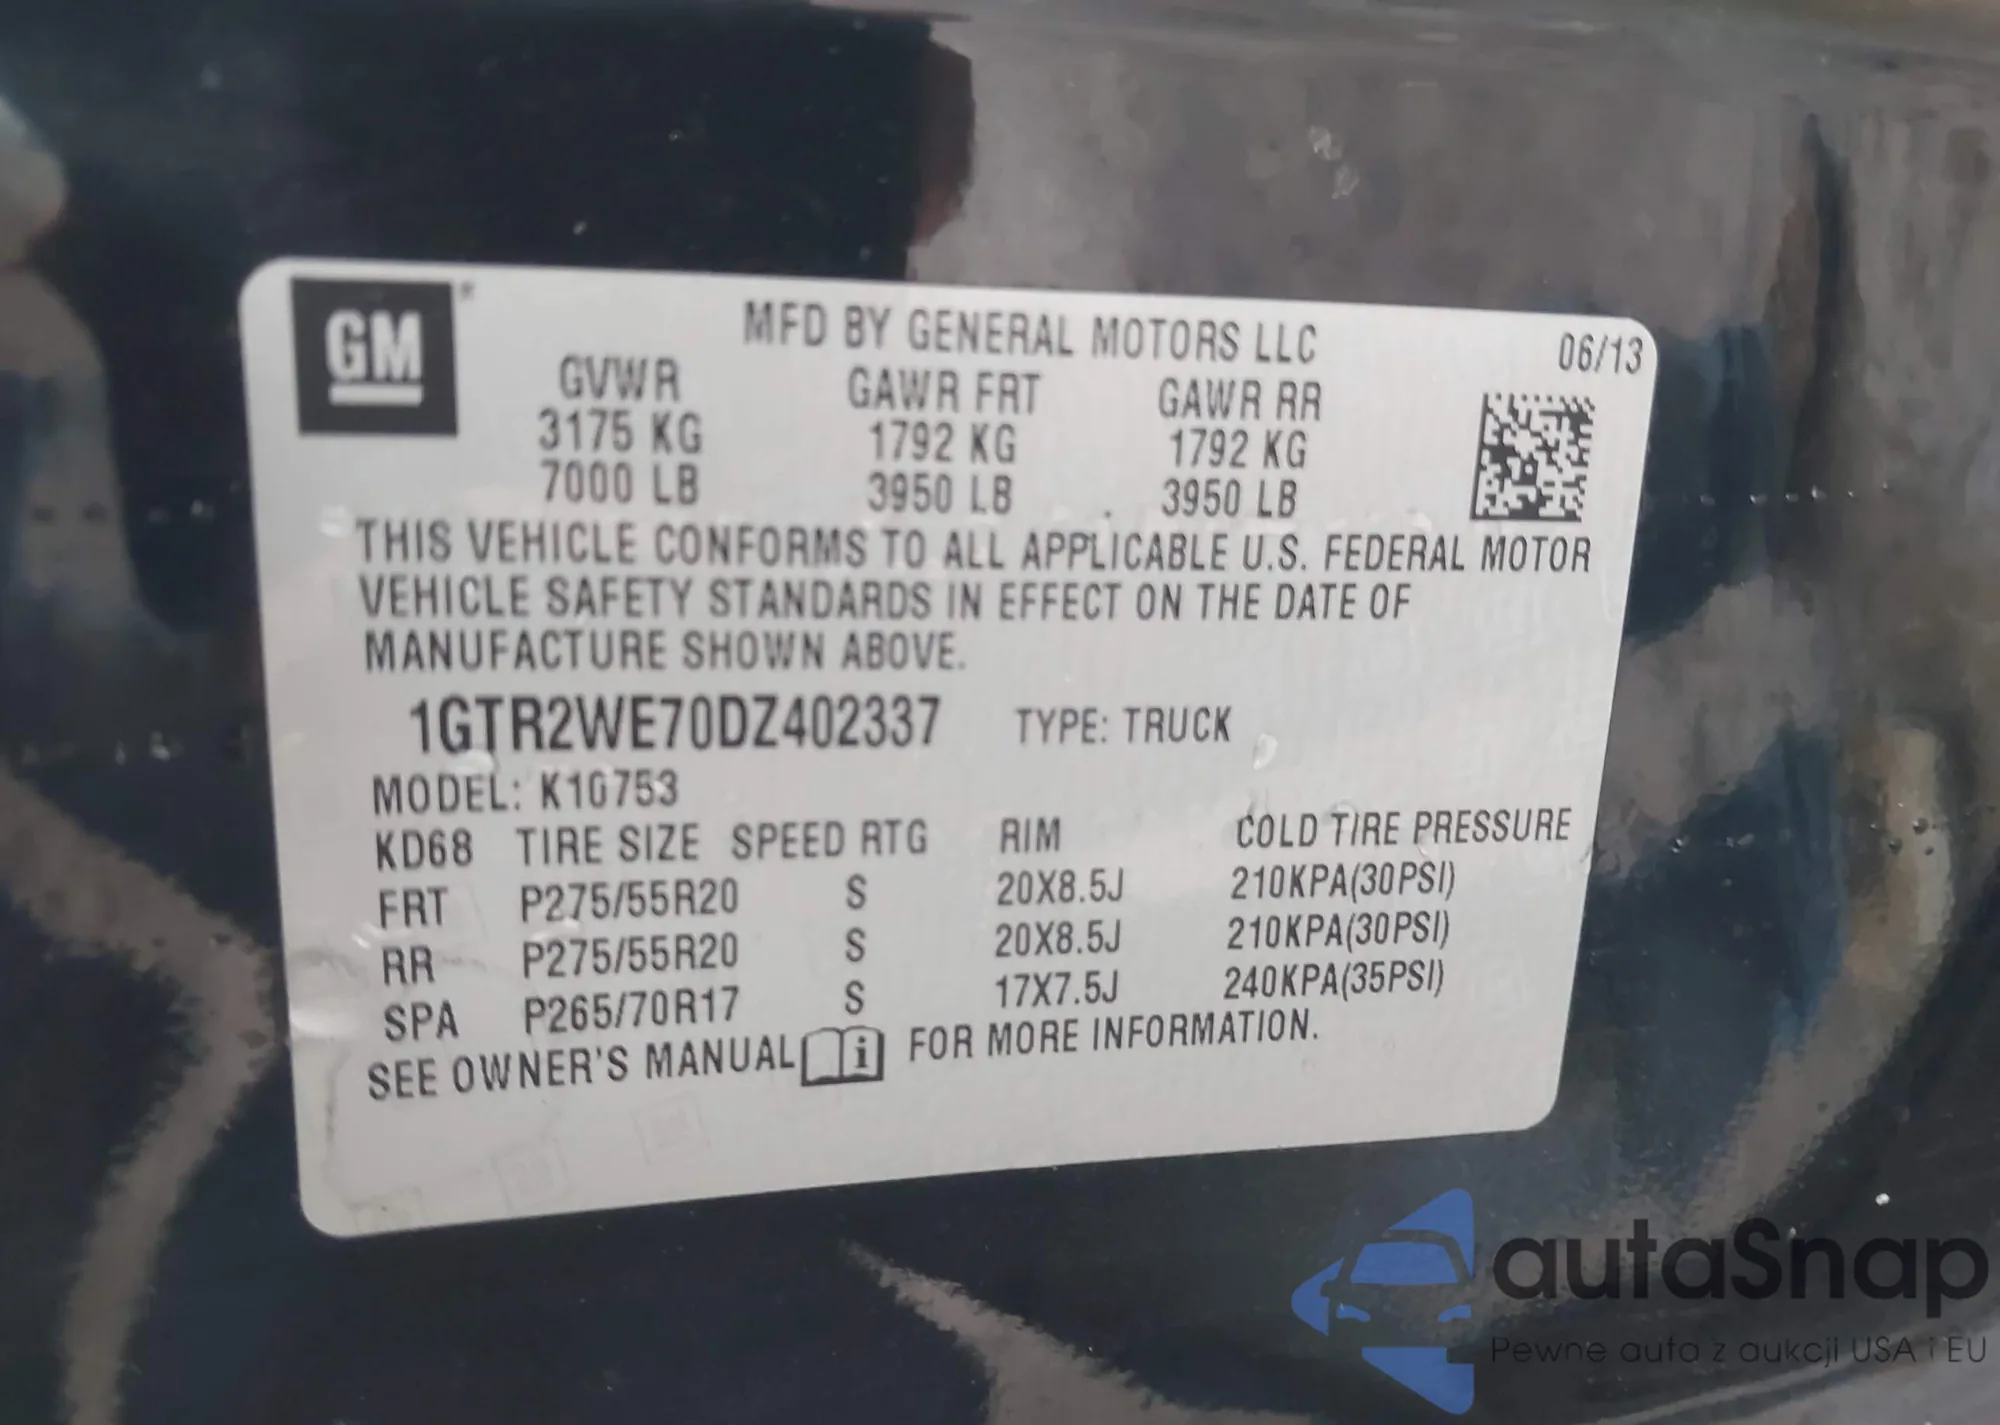 GM
MFD BY GENERAL MOTORS LLC 06/13
GVWR GAWR FRT GAWR RR
3175 KG 1792 KG 1792 KG
7000 LB 3950 LB 3950 LB
THIS VEHICLE CONFORMS TO ALL APPLICABLE U.S. FEDERAL MOTOR
VEHICLE SAFETY STANDARDS IN EFFECT ON THE DATE OF
MANUFACTURE SHOWN ABOVE.
1GTR2WE70DZ402337 TYPE: TRUCK
MODEL: K10753
KD68 TIRE SIZE SPEED RTG RIM COLD TIRE PRESSURE
FRT P275/55R20 S 20X8.5J 210KPA(30PSI)
RR P275/55R20 S 20X8.5J 210KPA(30PSI)
SPA P265/70R17 S 17X7.5J 240KPA(35PSI)
SEE OWNER'S MANUAL i FOR MORE INFORMATION.
autaSnap
Pewne auta z aukcji USA i EU